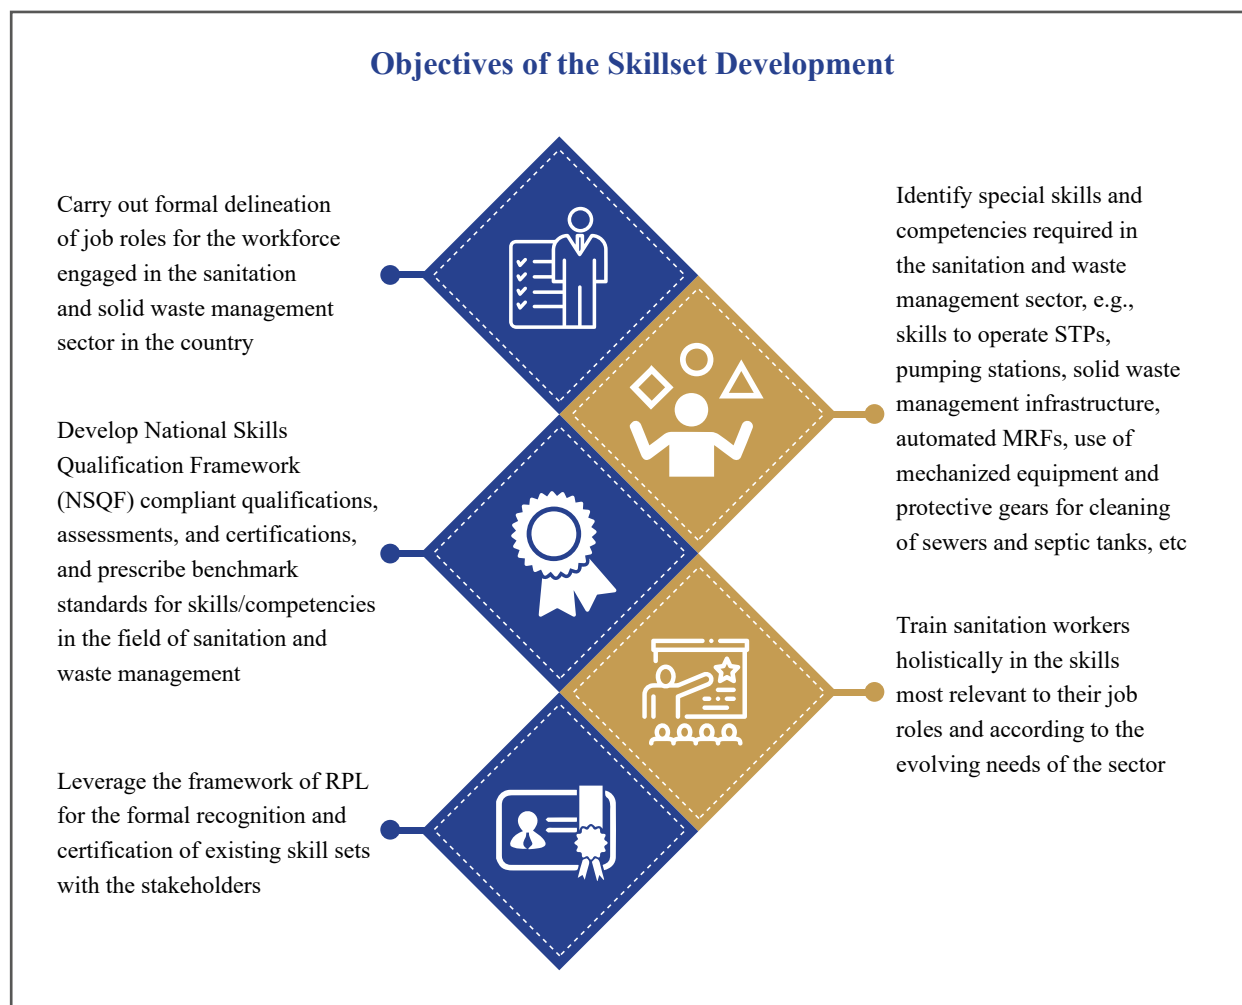 Objectives of the Skillset Development
Carry out formal delineation
of job roles for the workforce
engaged in the sanitation
and solid waste management
sector in the country
Identify special skills and
competencies required in
the sanitation and waste
management sector, e.g.,
skills to operate STPs,
pumping stations, solid waste
management infrastructure,
automated MRFs, use of
mechanized equipment and
protective gears for cleaning
of sewers and septic tanks, etc
Develop National Skills
Qualification Framework
(NSQF) compliant qualifications,
assessments, and certifications,
and prescribe benchmark
standards for skills/competencies
in the field of sanitation and
waste management
Train sanitation workers
holistically in the skills
most relevant to their job
roles and according to the
evolving needs of the sector
Leverage the framework of RPL
for the formal recognition and
certification of existing skill sets
with the stakeholders